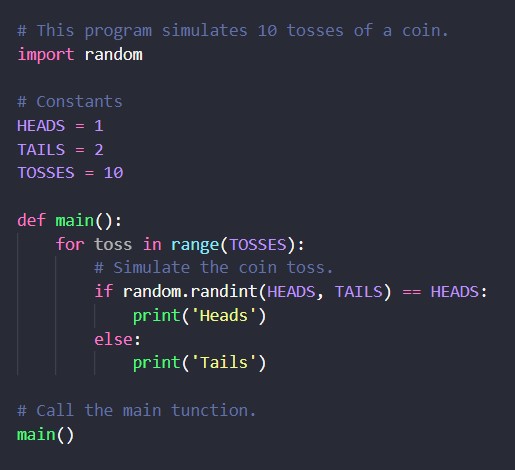 # This program simulates 10 tosses of a coin.
import random
# Constants
HEADS = 1
TAILS = 2
TOSSES = 10
def main():
for toss in range(TOSSES):
# Simulate the coin toss.
if random.randint(HEADS, TAILS) == HEADS:
print('Heads')
else:
print('Tails')
# Call the main tunction.
main()